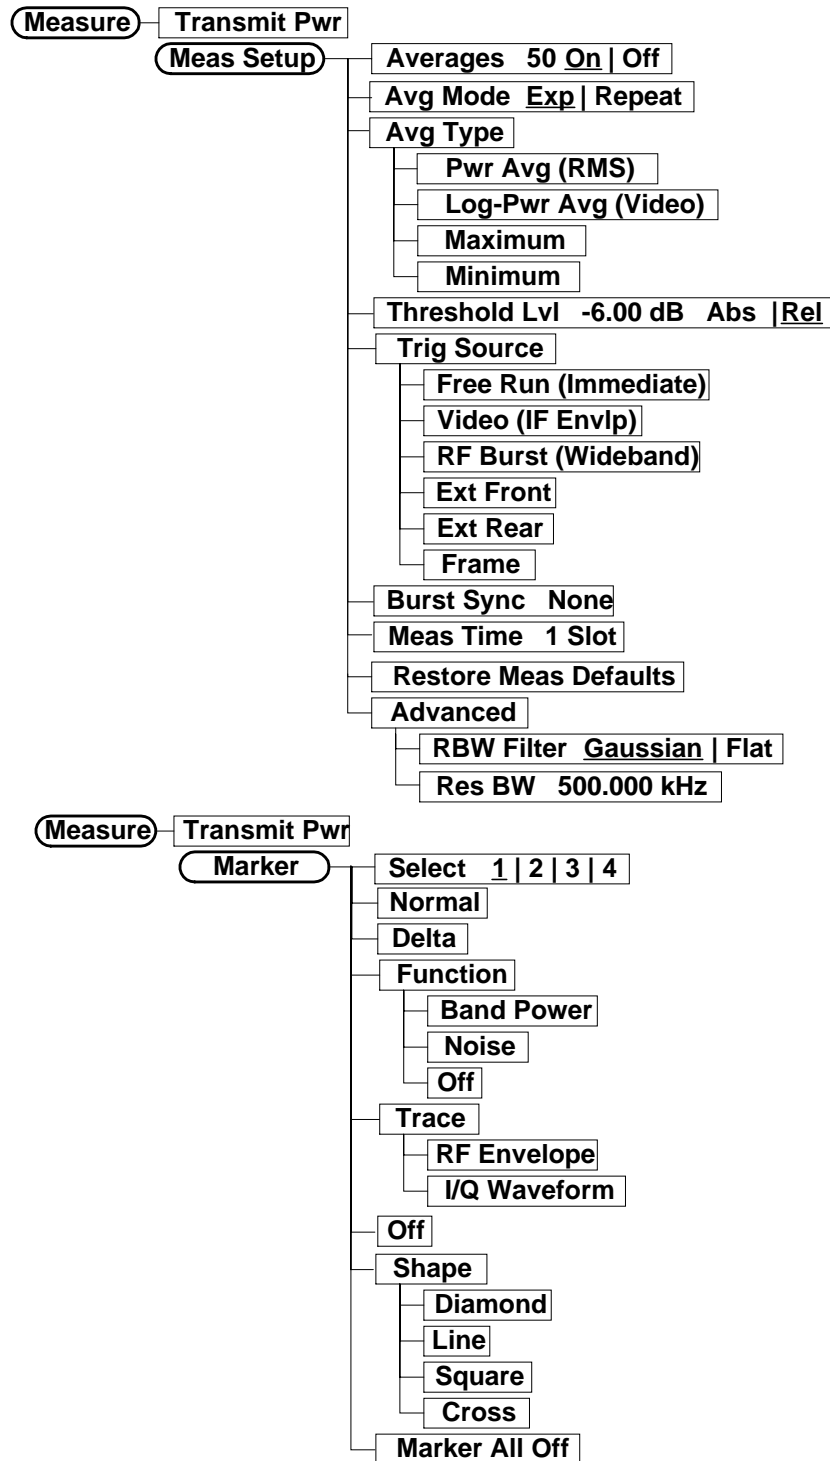 Measure Transmit Pwr
Meas Setup Averages 50 On | Off
Avg Mode Exp | Repeat
Avg Type
Pwr Avg (RMS)
Log-Pwr Avg (Video)
Maximum
Minimum
Threshold Lvl -6.00 dB Abs |Rel
Trig Source
Free Run (Immediate)
Video (IF Envlp)
RF Burst (Wideband)
Ext Front
Ext Rear
Frame
Burst Sync None
Meas Time 1 Slot
Restore Meas Defaults
Advanced
RBW Filter Gaussian | Flat
Res BW 500.000 kHz
Measure Transmit Pwr
Marker Select 1 | 2 | 3 | 4
Normal
Delta
Function
Band Power
Noise
Off
Trace
RF Envelope
I/Q Waveform
Off
Shape
Diamond
Line
Square
Cross
Marker All Off